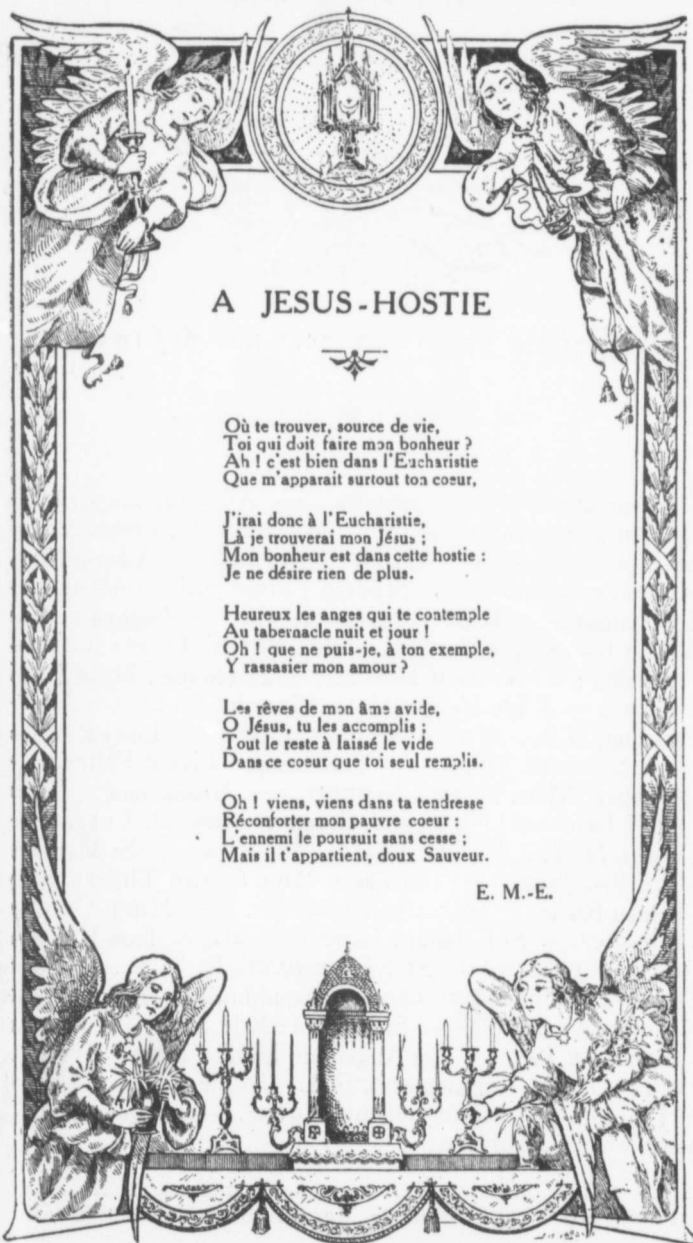 A JESUS-HOSTIE
Où te trouver, source de vie,
Toi qui doit faire mon bonheur ?
Ah ! c'est bien dans l'Eucharistie
Que m'apparait surtout ton coeur,
J'irai donc à l'Eucharistie,
Là je trouverai mon Jésus ;
Mon bonheur est dans cette hostie :
Je ne désire rien de plus.
Heureux les anges qui te contemple
Au tabernacle nuit et jour !
Oh ! que ne puis-je, à ton exemple,
Y rassasier mon amour ?
Les rêves de mon âme avide,
O Jésus, tu les accomplis ;
Tout le reste à laissé le vide
Dans ce coeur que toi seul remplis.
Oh ! viens, viens dans ta tendresse
Réconforter mon pauvre coeur :
L'ennemi le poursuit sans cesse ;
Mais il t'appartient, doux Sauveur.
E. M.-E.